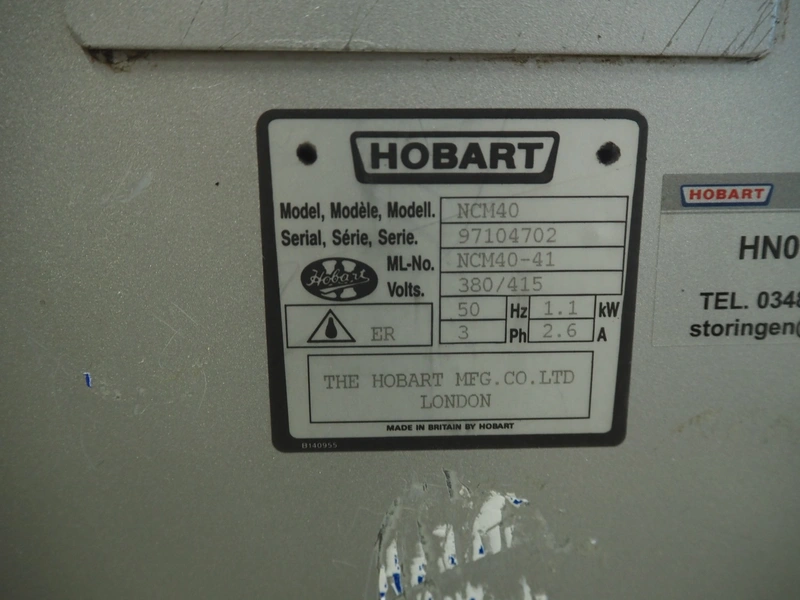 HOBART
Model, Modèle, Modell. NCM40
Serial, Série, Serie. 97104702
Hobart
ML-No. NCM40-41
Volts. 380/415
50 Hz 1.1 kW
ER
3 Ph 2.6 A
THE HOBART MFG.CO.LTD
LONDON
MADE IN BRITAIN BY HOBART
B140955
HOBART
HN0
TEL. 0348
storingen@